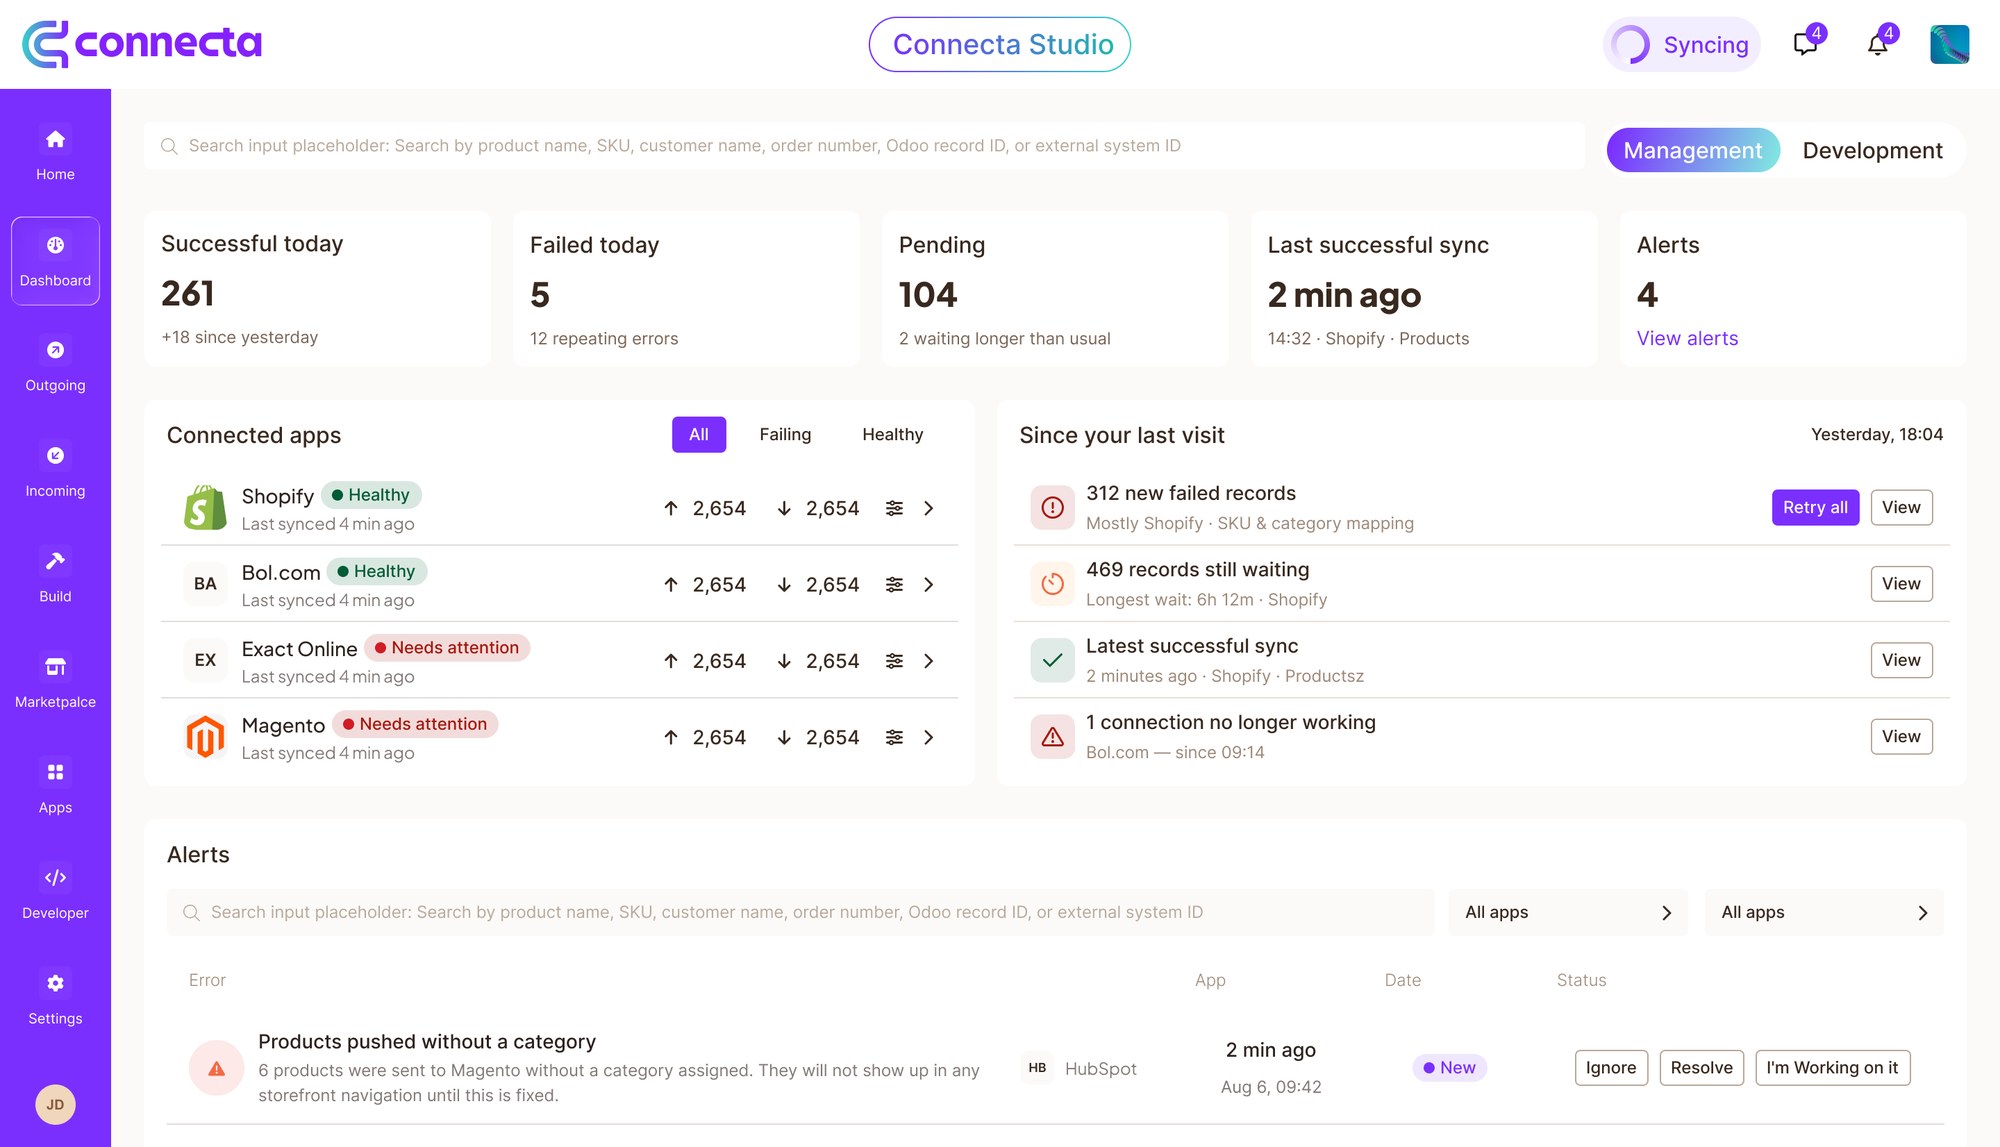 connecta
Connecta Studio
Syncing
4
4
Home
Dashboard
Outgoing
Incoming
Build
Marketpalce
Apps
Developer
Settings
JD
Search input placeholder: Search by product name, SKU, customer name, order number, Odoo record ID, or external system ID
Management
Development
Successful today
261
+18 since yesterday
Failed today
5
12 repeating errors
Pending
104
2 waiting longer than usual
Last successful sync
2 min ago
14:32 · Shopify · Products
Alerts
4
View alerts
Connected apps
All
Failing
Healthy
Shopify
Healthy
Last synced 4 min ago
2,654
2,654
BA
Bol.com
Healthy
Last synced 4 min ago
2,654
2,654
EX
Exact Online
Needs attention
Last synced 4 min ago
2,654
2,654
Magento
Needs attention
Last synced 4 min ago
2,654
2,654
Since your last visit
Yesterday, 18:04
312 new failed records
Mostly Shopify · SKU & category mapping
Retry all
View
469 records still waiting
Longest wait: 6h 12m · Shopify
View
Latest successful sync
2 minutes ago · Shopify · Productsz
View
1 connection no longer working
Bol.com — since 09:14
View
Alerts
Search input placeholder: Search by product name, SKU, customer name, order number, Odoo record ID, or external system ID
All apps
All apps
Error
App
Date
Status
Products pushed without a category
6 products were sent to Magento without a category assigned. They will not show up in any
storefront navigation until this is fixed.
HB
HubSpot
2 min ago
Aug 6, 09:42
New
Ignore
Resolve
I'm Working on it